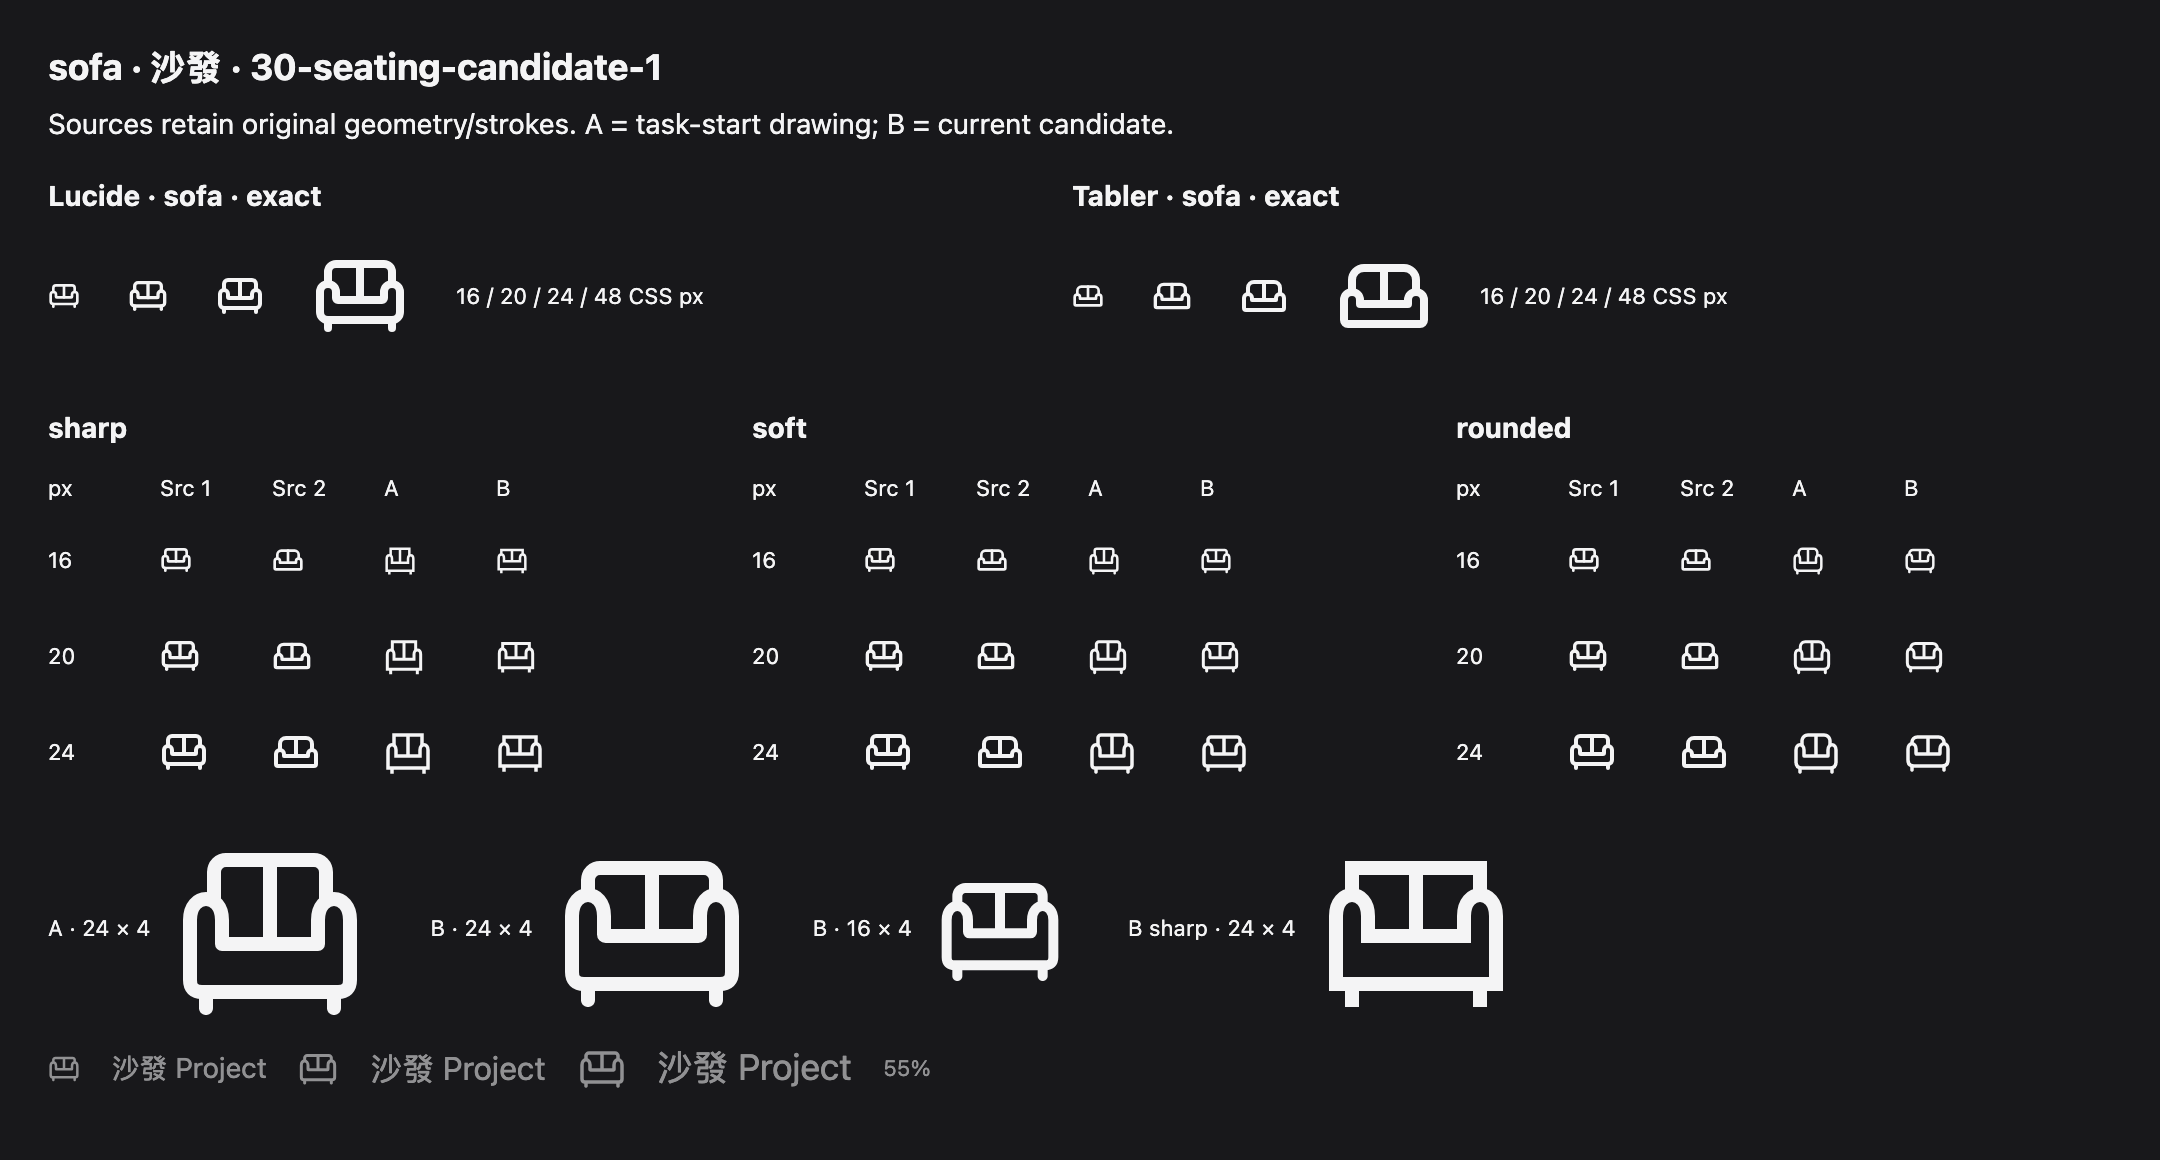 sofa · 沙發 · 30-seating-candidate-1
Sources retain original geometry/strokes. A = task-start drawing; B = current candidate.
Lucide · sofa · exact
16 / 20 / 24 / 48 CSS px
Tabler · sofa · exact
16 / 20 / 24 / 48 CSS px
sharp
px Src 1 Src 2 A B
16
20
24
soft
px Src 1 Src 2 A B
16
20
24
rounded
px Src 1 Src 2 A B
16
20
24
A · 24 × 4
B · 24 × 4
B · 16 × 4
B sharp · 24 × 4
沙發 Project 沙發 Project 沙發 Project 55%